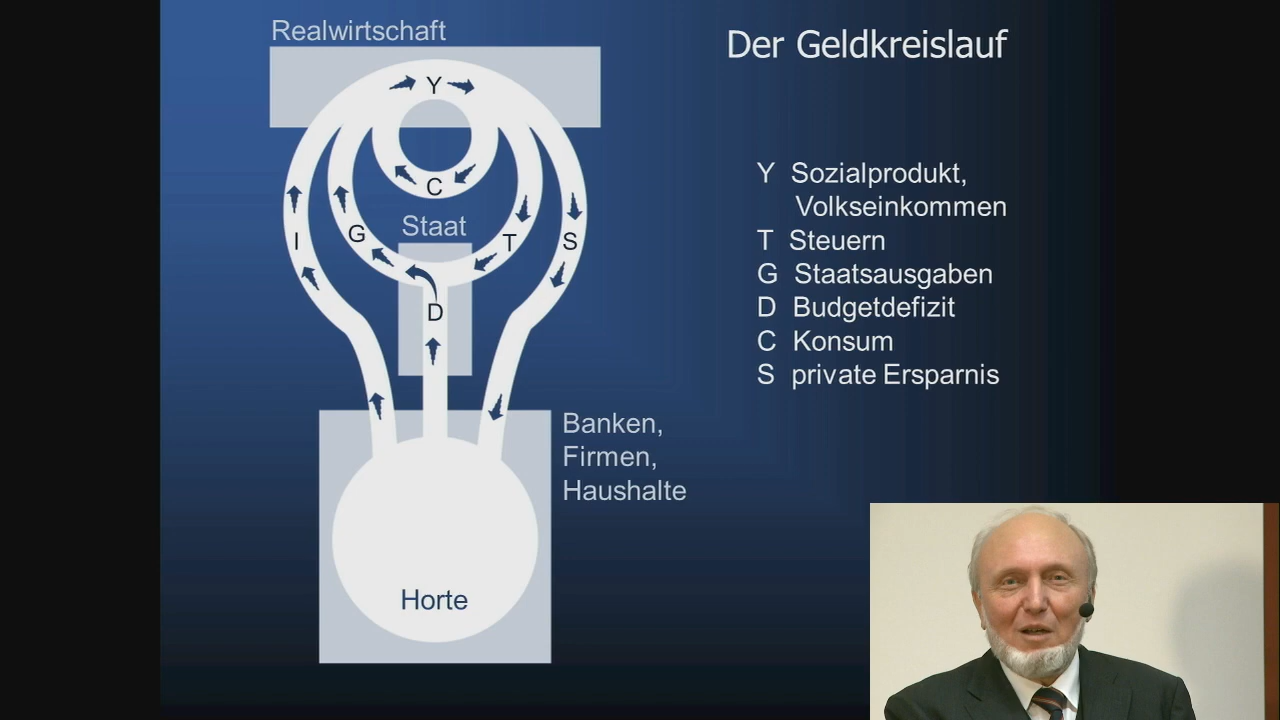 Realwirtschaft
Der Geldkreislauf
Y
C
Staat
I
G
T
S
D
Y Sozialprodukt,
Volkseinkommen
T Steuern
G Staatsausgaben
D Budgetdefizit
C Konsum
S private Ersparnis
Banken,
Firmen,
Haushalte
Horte